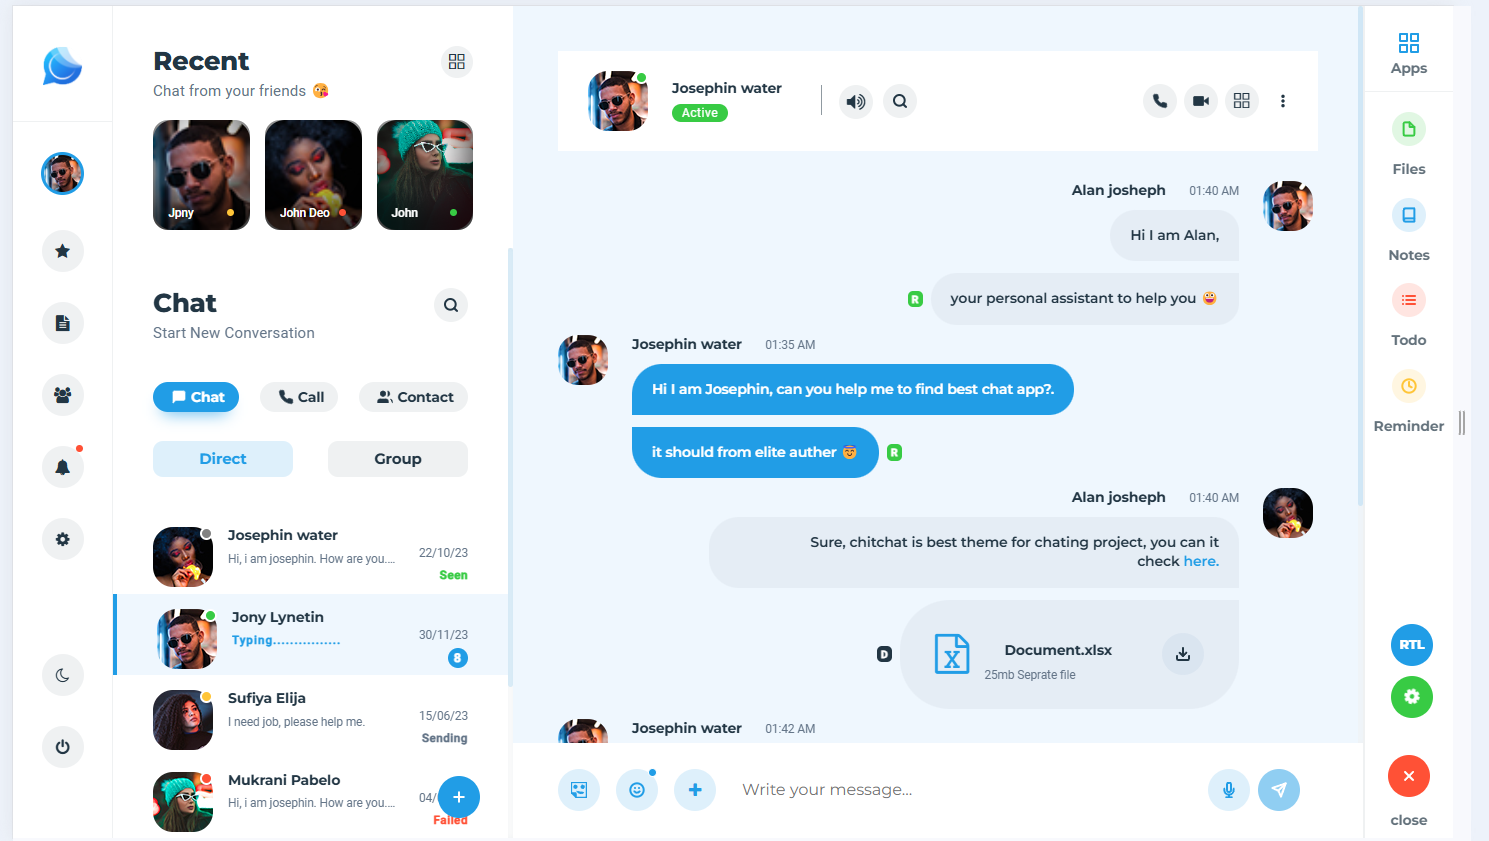 Recent
Chat from your friends 😘
Jpny
John Deo
John
Chat
Start New Conversation
Chat
Call
Contact
Direct
Group
Josephin water
Hi, i am josephin. How are you....
22/10/23
Seen
Jony Lynetin
Typing................
30/11/23
8
Sufiya Elija
I need job, please help me.
15/06/23
Sending
Mukrani Pabelo
Hi, i am josephin. How are you....
04/
Failed
Josephin water
Active
Alan josheph 01:40 AM
Hi I am Alan,
R
your personal assistant to help you 😀
Josephin water 01:35 AM
Hi I am Josephin, can you help me to find best chat app?.
it should from elite auther 😇
R
Alan josheph 01:40 AM
Sure, chitchat is best theme for chating project, you can it
check here.
D
X
Document.xlsx
25mb Seprate file
Josephin water 01:42 AM
Write your message...
Apps
Files
Notes
Todo
Reminder
RTL
close